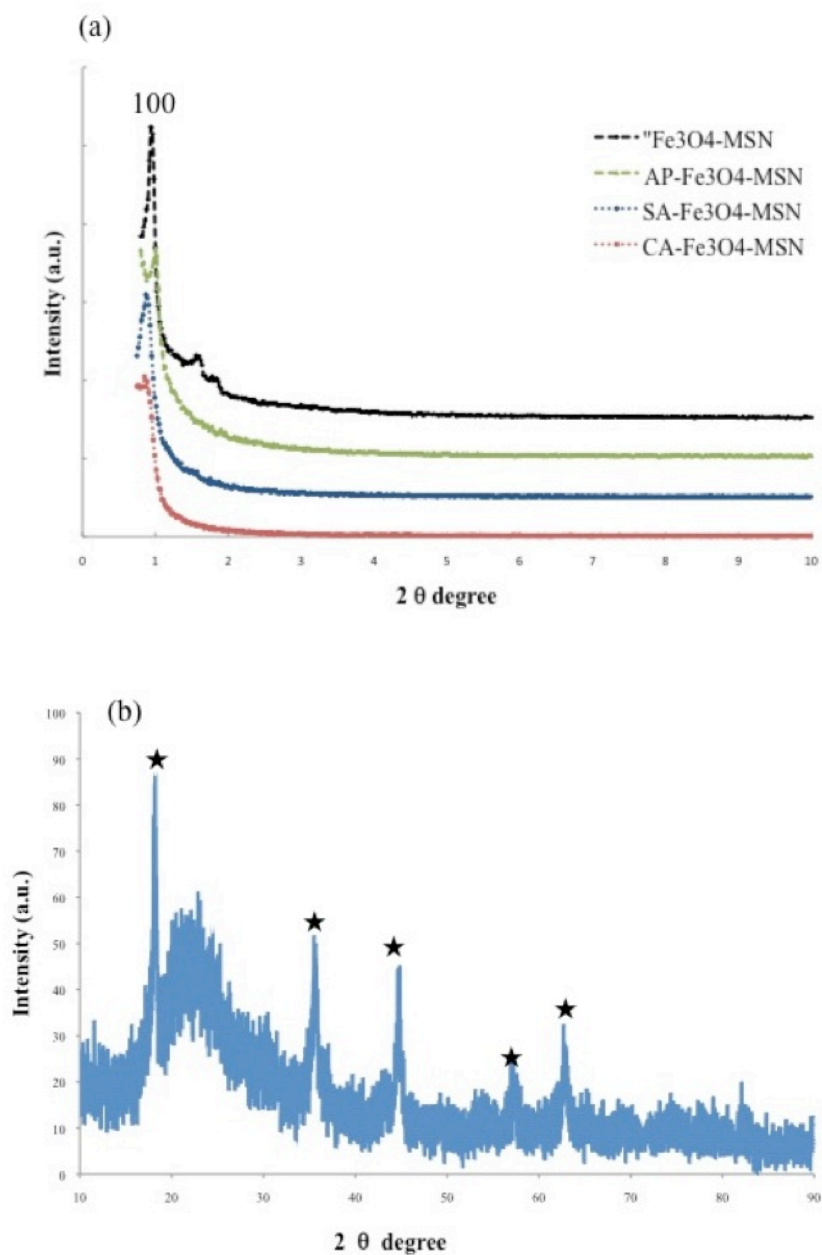 (a)
100
"Fe3O4-MSN
AP-Fe3O4-MSN
SA-Fe3O4-MSN
CA-Fe3O4-MSN
Intensity (a.u.)
0 1 2 3 4 5 6 7 8 9 10
2 θ degree
(b)
100
90
80
70
60
50
40
30
20
10
0
Intensity (a.u.)
10 20 30 40 50 60 70 80 90
2 θ degree